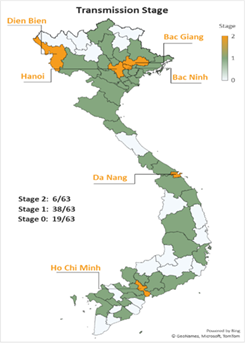 Transmission Stage
Dien Bien
Stage
2
1
0
Bac Giang
Hanoi
Bac Ninh
Da Nang
Stage 2: 6/63
Stage 1: 38/63
Stage 0: 19/63
Ho Chi Minh
Powered by Bing
© GeoNames, Microsoft, TomTom